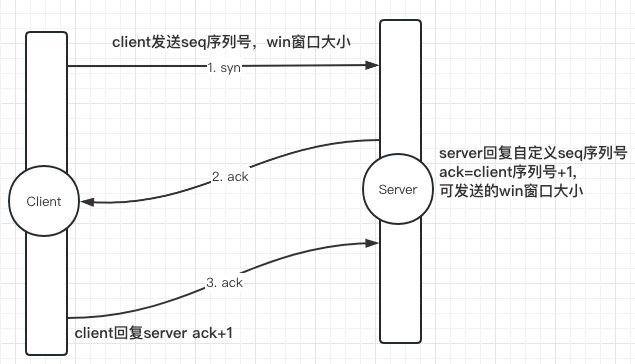 client发送seq序列号，win窗口大小
1. syn
server回复自定义seq序列号
ack=client序列号+1,
可发送的win窗口大小
2. ack
Client
Server
3. ack
client回复server ack+1